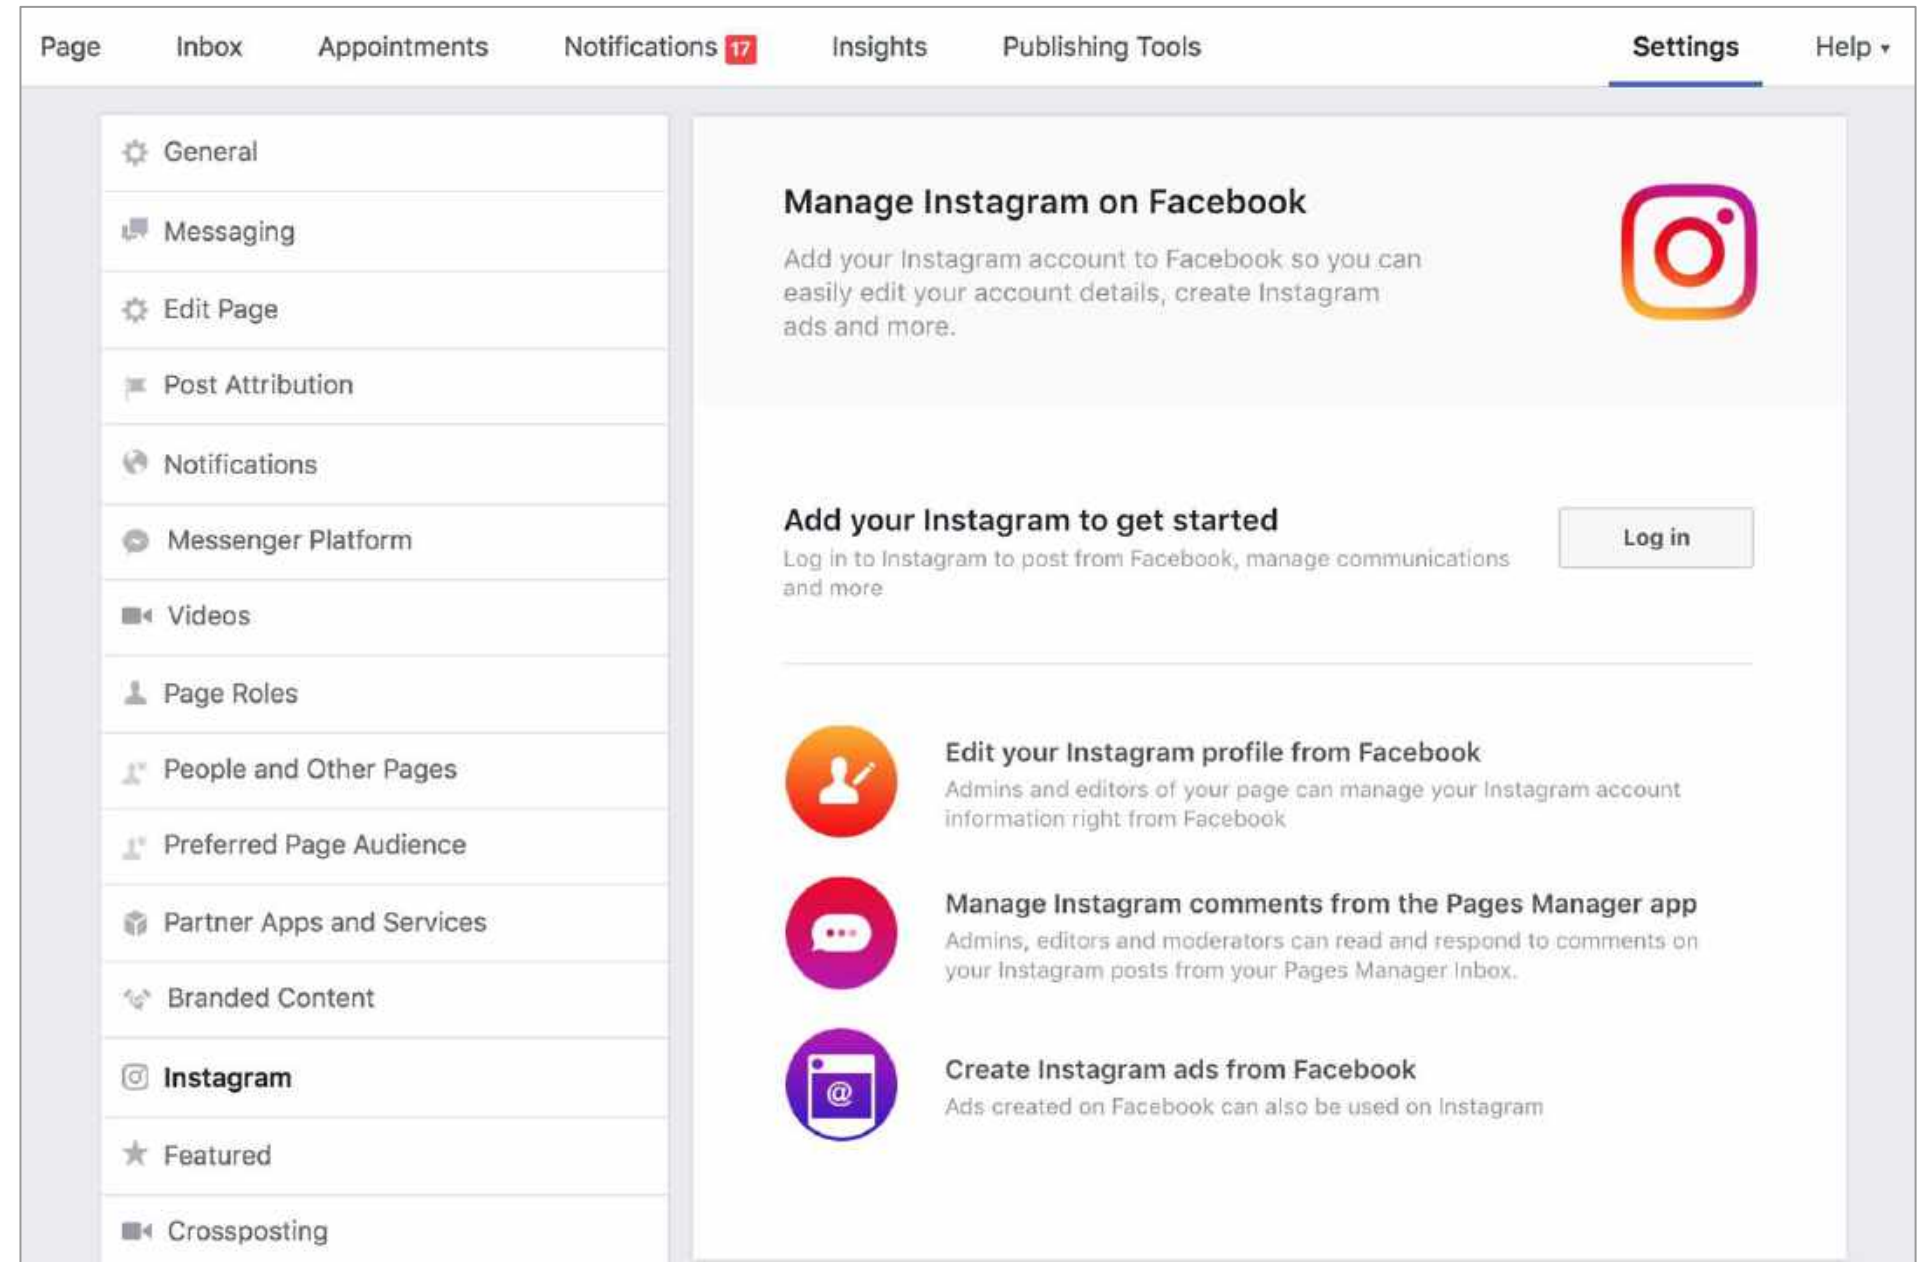 Page Inbox Appointments Notifications 17 Insights Publishing Tools Settings Help
General
Messaging
Edit Page
Post Attribution
Notifications
Messenger Platform
Videos
Page Roles
People and Other Pages
Preferred Page Audience
Partner Apps and Services
Branded Content
Instagram
Featured
Crossposting
Manage Instagram on Facebook
Add your Instagram account to Facebook so you can
easily edit your account details, create Instagram
ads and more.
Add your Instagram to get started
Log in to Instagram to post from Facebook, manage communications
and more
Log in
Edit your Instagram profile from Facebook
Admins and editors of your page can manage your Instagram account
information right from Facebook
Manage Instagram comments from the Pages Manager app
Admins, editors and moderators can read and respond to comments on
your Instagram posts from your Pages Manager Inbox.
@
Create Instagram ads from Facebook
Ads created on Facebook can also be used on Instagram